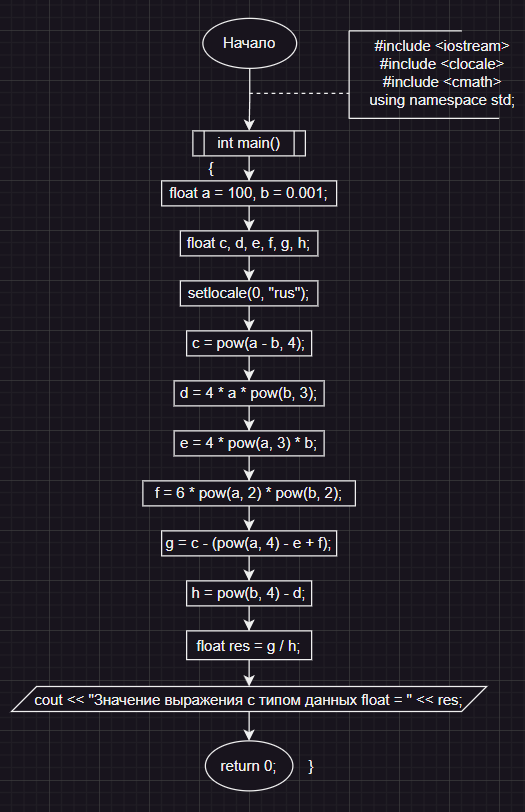 Начало
#include <iostream>
#include <clocale>
#include <cmath>
using namespace std;
int main()
{
float a = 100, b = 0.001;
float c, d, e, f, g, h;
setlocale(0, "rus");
c = pow(a - b, 4);
d = 4 * a * pow(b, 3);
e = 4 * pow(a, 3) * b;
f = 6 * pow(a, 2) * pow(b, 2);
g = c - (pow(a, 4) - e + f);
h = pow(b, 4) - d;
float res = g / h;
cout << "Значение выражения с типом данных float = " << res;
return 0; }